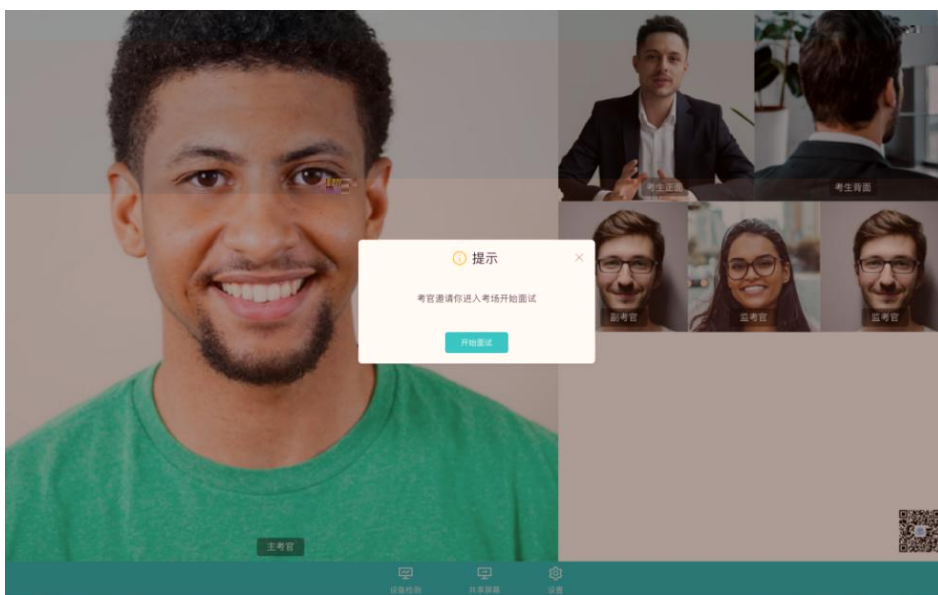 考生正面
考生背面
提示
考官邀请你进入考场开始面试
开始面试
副考官
监考官
监考官
主考官
设备检测
共享屏幕
设置